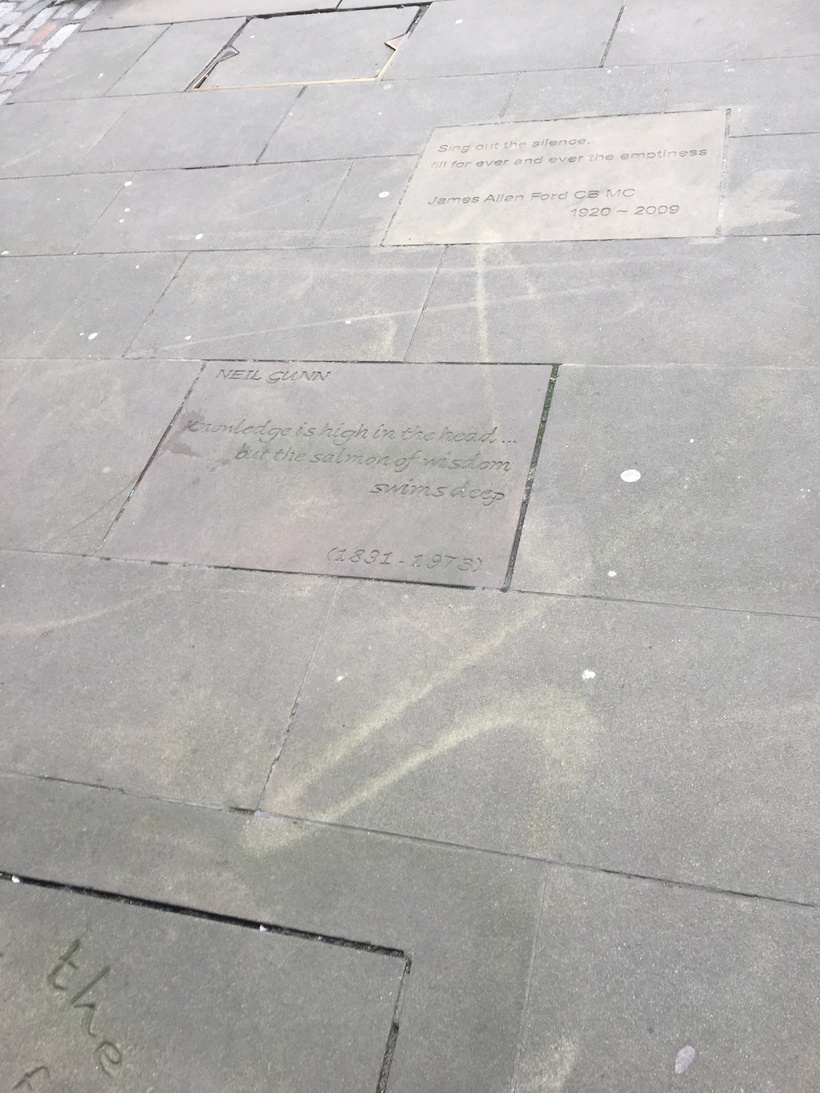 Sing out the silence,
fill for ever and ever the emptiness
James Allan Ford CB MC
1920 ~ 2009
NEIL GUNN
Knowledge is high in the head ...
but the salmon of wisdom
swims deep
(1891 - 1973)
the